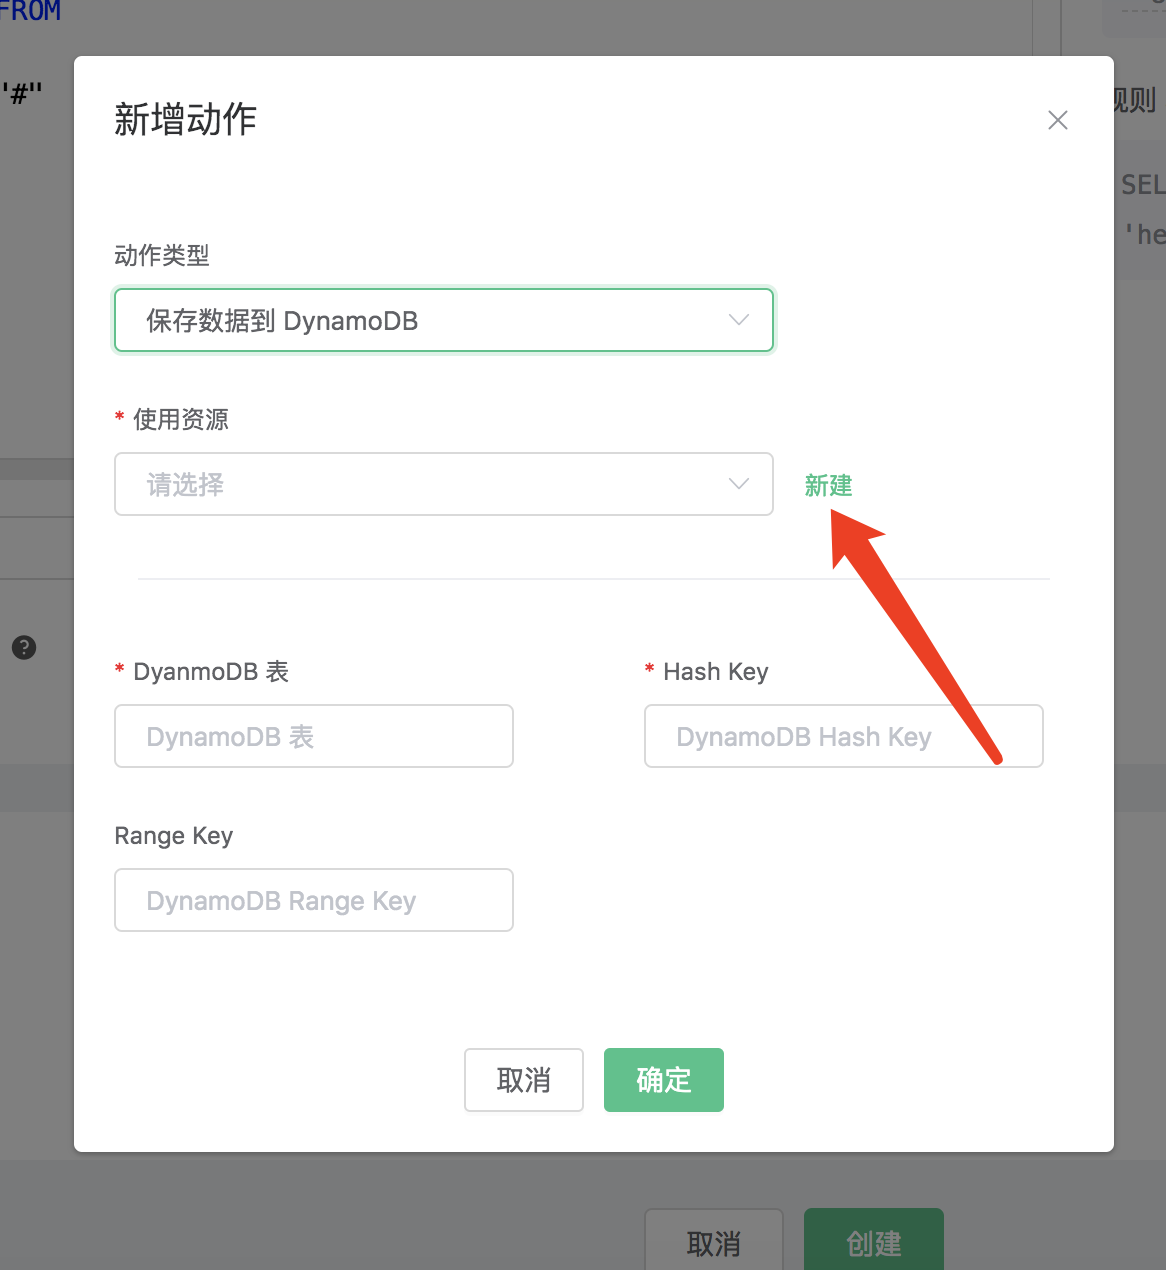 FROM
"#"
新增动作
规则
SEL
'he
动作类型
保存数据到 DynamoDB
* 使用资源
请选择
新建
?
* DyanmoDB 表
* Hash Key
DynamoDB 表
DynamoDB Hash Key
Range Key
DynamoDB Range Key
取消
确定
取消
创建